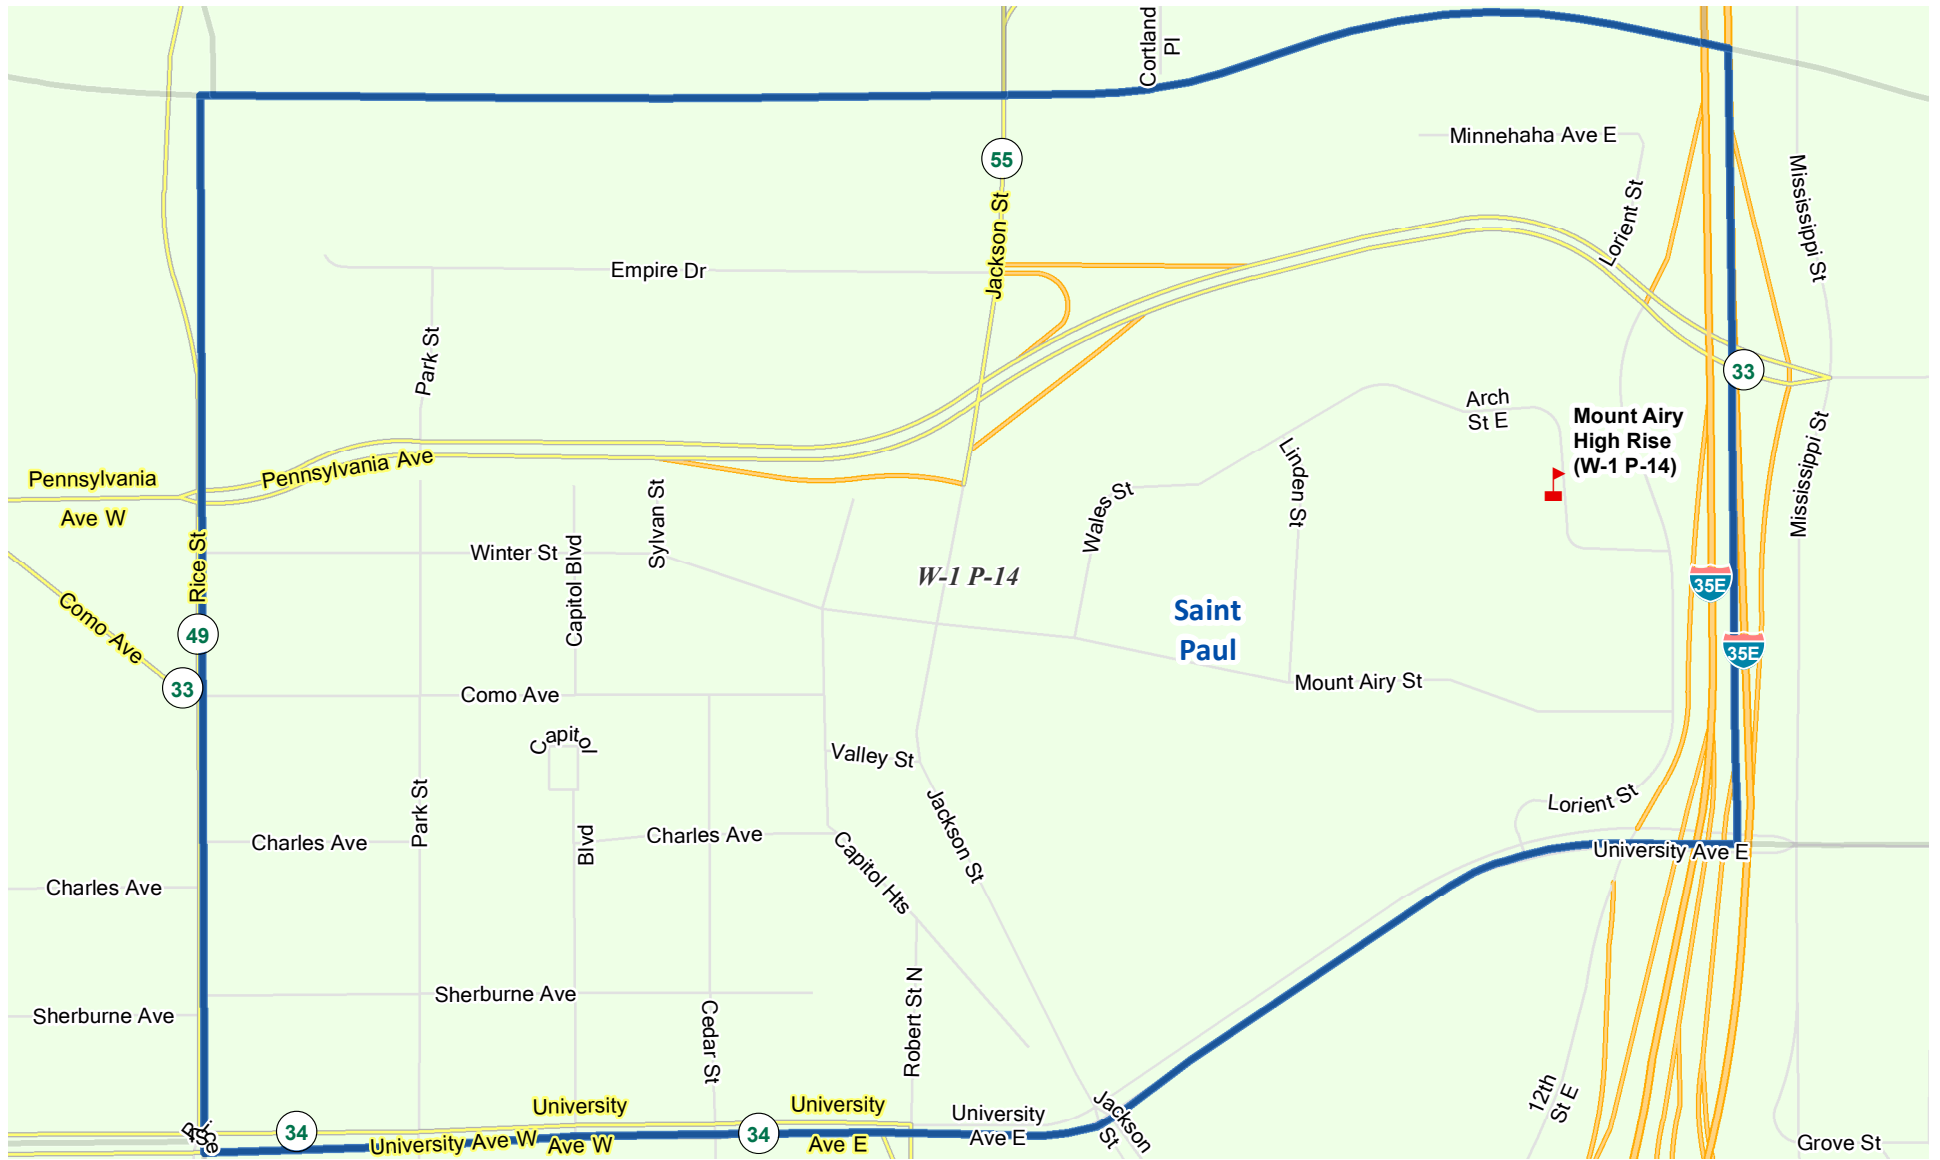 Cortland
Pl
Minnehaha Ave E
55
Mississippi St
Lorient St
Jackson St
Empire Dr
Park St
33
Arch
St E
Mount Airy
High Rise
(W-1 P-14)
Linden St
Mississippi St
Pennsylvania Ave
Pennsylvania
Ave W
Sylvan St
Wales St
Rice St
Winter St
Capitol Blvd
W-1 P-14
35E
Saint
Paul
Como Ave
49
35E
33
Como Ave
Mount Airy St
Capitol
Valley St
Park St
Lorient St
Jackson St
Blvd
Charles Ave
Charles Ave
University Ave E
Capitol Hts
Charles Ave
Sherburne Ave
Robert St N
Sherburne Ave
Cedar St
12th
St E
University
University
University
Ave E
Jackson
St
Rice
St
34
University Ave W
Ave W
34
Ave E
Grove St